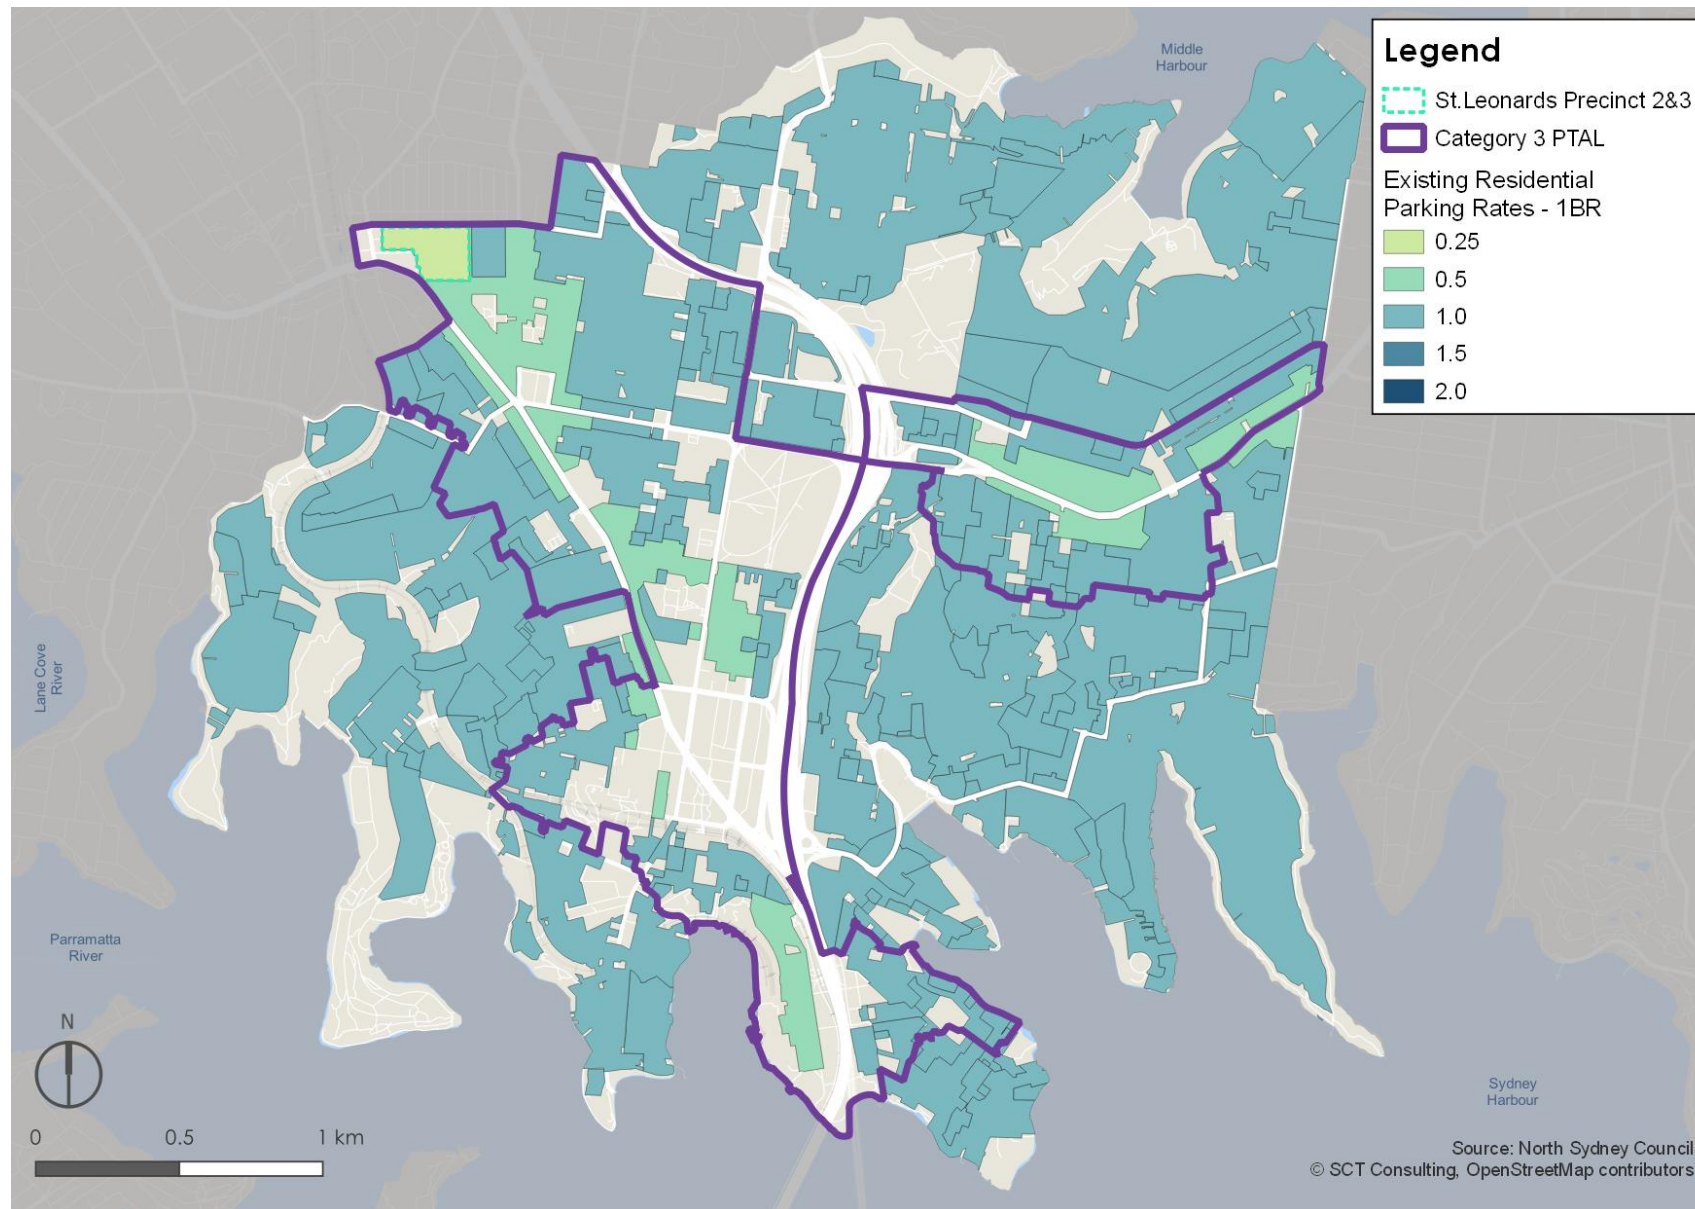 Middle
Harbour
Legend
St.Leonards Precinct 2&3
Category 3 PTAL
Existing Residential
Parking Rates - 1BR
0.25
0.5
1.0
1.5
2.0
Lane Cove
River
Parramatta
River
N
0 0.5 1 km
Sydney
Harbour
Source: North Sydney Council
© SCT Consulting, OpenStreetMap contributors